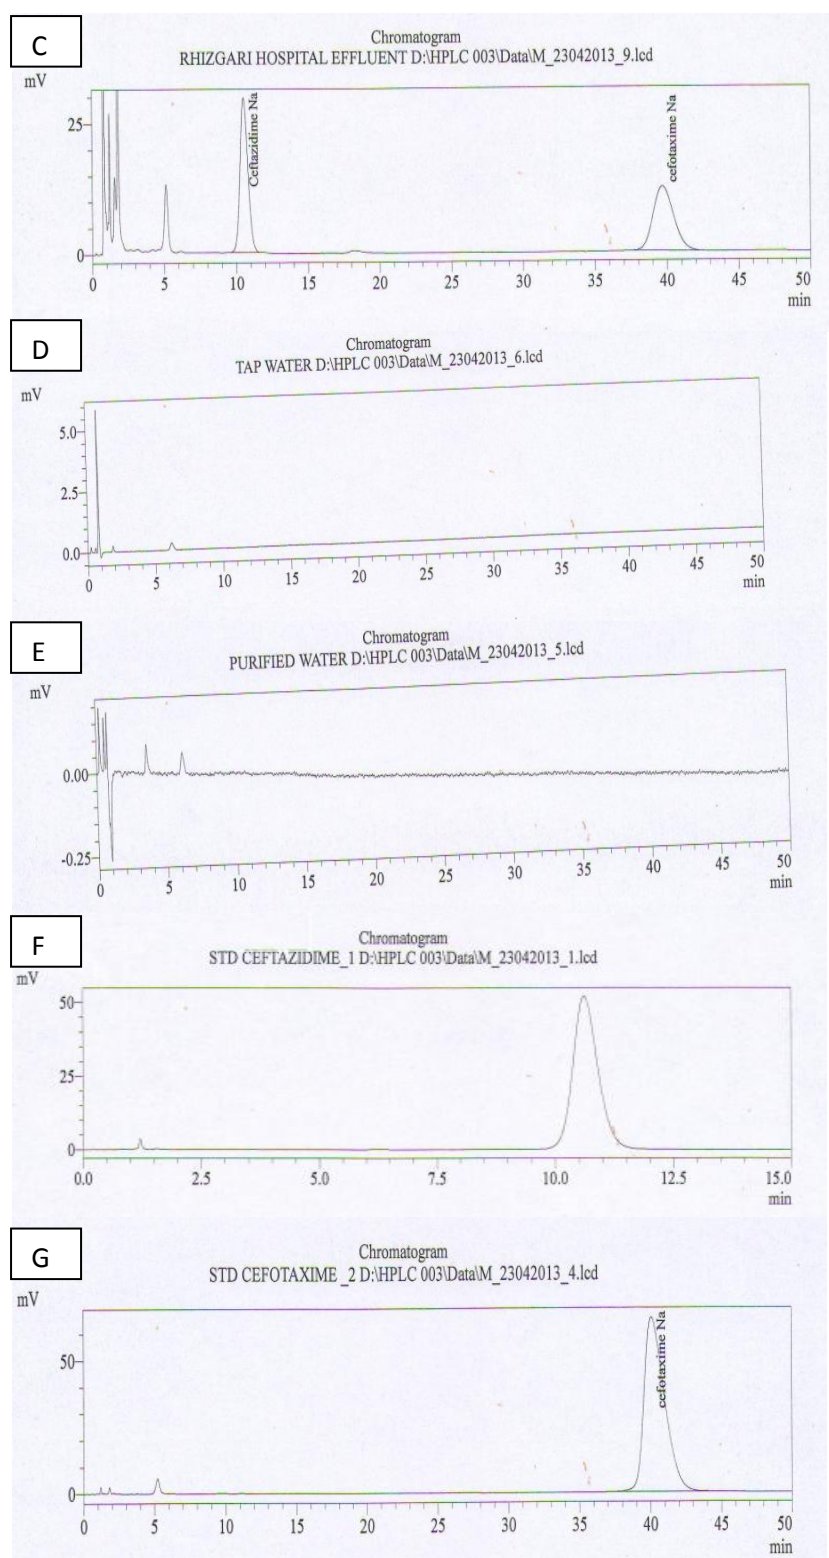 C
Chromatogram
RHIZGARI HOSPITAL EFFLUENT D:\HPLC 003\Data\M_23042013_9.lcd
mV
25
0
Ceftazidime Na
cefotaxime Na
0 5 10 15 20 25 30 35 40 45 50
min
D
Chromatogram
TAP WATER D:\HPLC 003\Data\M_23042013_6.lcd
mV
5.0
2.5
0.0
0 5 10 15 20 25 30 35 40 45 50
min
E
Chromatogram
PURIFIED WATER D:\HPLC 003\Data\M_23042013_5.lcd
mV
0.00
-0.25
0 5 10 15 20 25 30 35 40 45 50
min
F
Chromatogram
STD CEFTAZIDIME_1 D:\HPLC 003\Data\M_23042013_1.lcd
mV
50
25
0
0.0 2.5 5.0 7.5 10.0 12.5 15.0
min
G
Chromatogram
STD CEFOTAXIME _2 D:\HPLC 003\Data\M_23042013_4.lcd
mV
50
0
cefotaxime Na
0 5 10 15 20 25 30 35 40 45 50
min